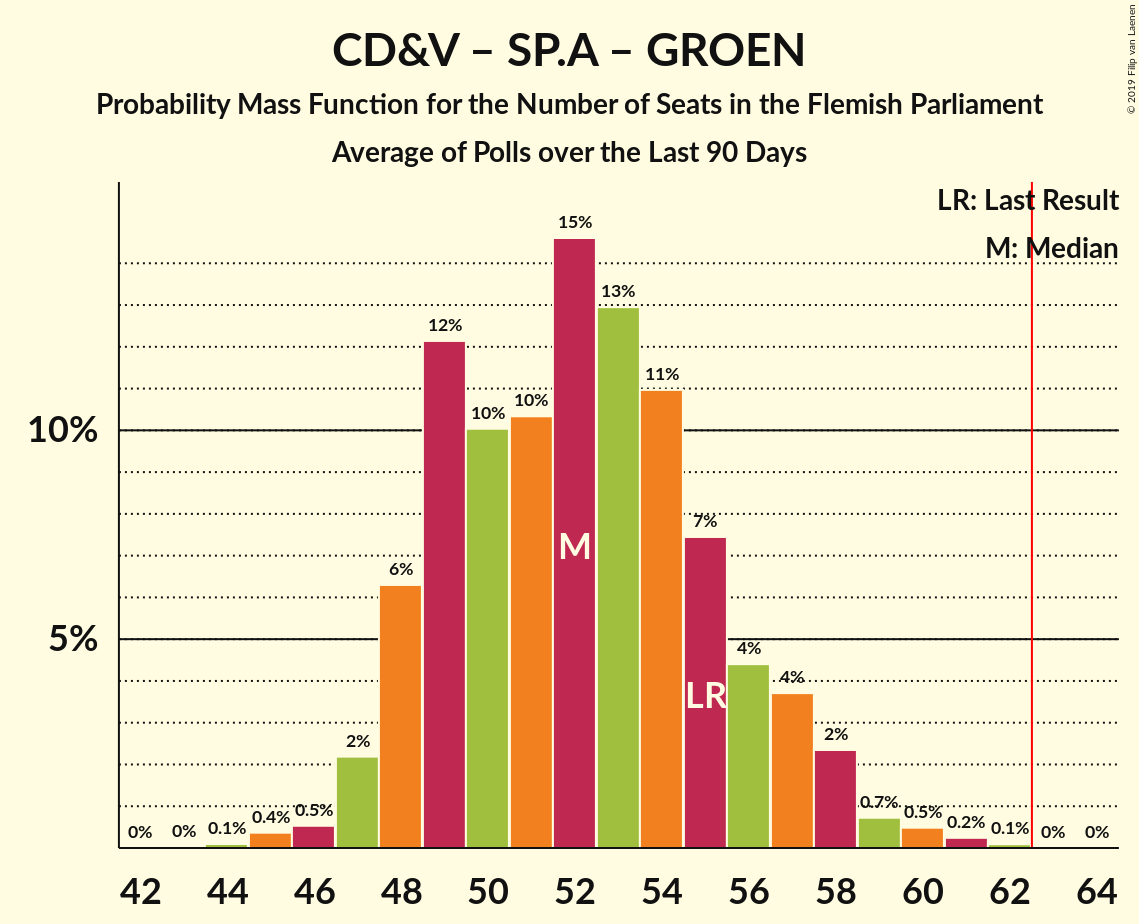 CD&V – SP.A – GROEN
Probability Mass Function for the Number of Seats in the Flemish Parliament
Average of Polls over the Last 90 Days
© 2019 Filip van Laenen
LR: Last Result
M: Median
15%
13%
12%
11%
10% 10%
10%
7%
6%
M
5%
4%
4%
LR
2%
2%
0% 0% 0.1% 0.4% 0.5% 0.7% 0.5% 0.2% 0.1% 0% 0%
42 44 46 48 50 52 54 56 58 60 62 64